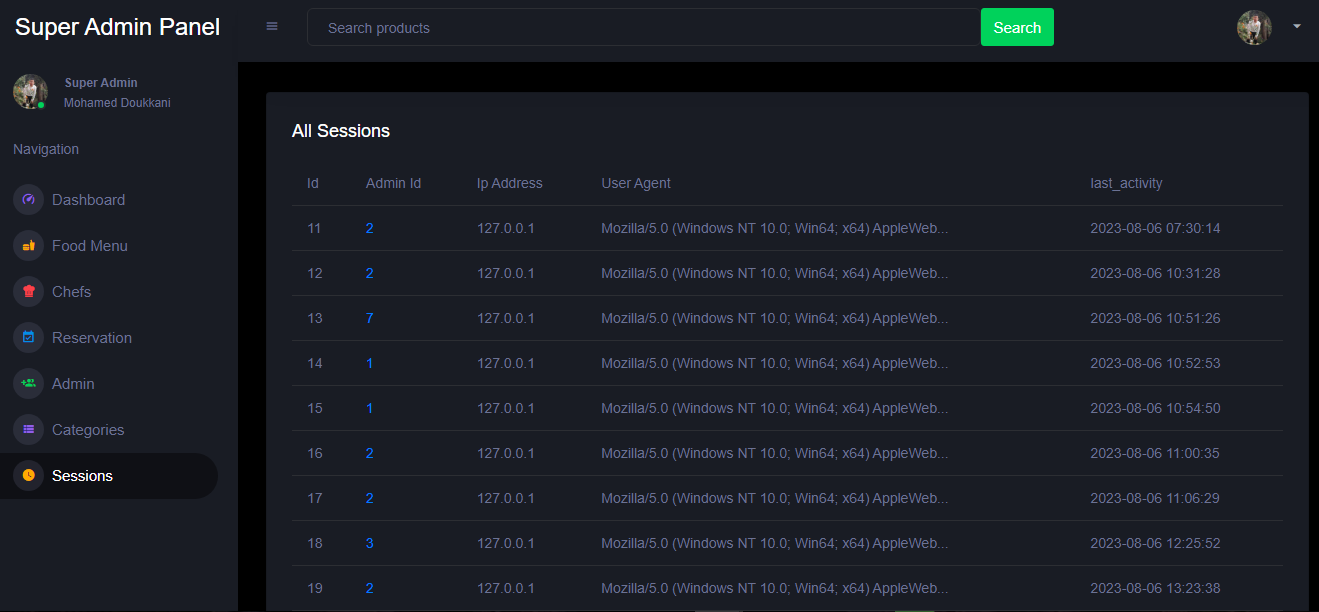 Super Admin Panel
Search products
Search
Super Admin
Mohamed Doukkani
Navigation
Dashboard
Food Menu
Chefs
Reservation
Admin
Categories
Sessions
All Sessions
Id Admin Id Ip Address User Agent last_activity
11 2 127.0.0.1 Mozilla/5.0 (Windows NT 10.0; Win64; x64) AppleWeb... 2023-08-06 07:30:14
12 2 127.0.0.1 Mozilla/5.0 (Windows NT 10.0; Win64; x64) AppleWeb... 2023-08-06 10:31:28
13 7 127.0.0.1 Mozilla/5.0 (Windows NT 10.0; Win64; x64) AppleWeb... 2023-08-06 10:51:26
14 1 127.0.0.1 Mozilla/5.0 (Windows NT 10.0; Win64; x64) AppleWeb... 2023-08-06 10:52:53
15 1 127.0.0.1 Mozilla/5.0 (Windows NT 10.0; Win64; x64) AppleWeb... 2023-08-06 10:54:50
16 2 127.0.0.1 Mozilla/5.0 (Windows NT 10.0; Win64; x64) AppleWeb... 2023-08-06 11:00:35
17 2 127.0.0.1 Mozilla/5.0 (Windows NT 10.0; Win64; x64) AppleWeb... 2023-08-06 11:06:29
18 3 127.0.0.1 Mozilla/5.0 (Windows NT 10.0; Win64; x64) AppleWeb... 2023-08-06 12:25:52
19 2 127.0.0.1 Mozilla/5.0 (Windows NT 10.0; Win64; x64) AppleWeb... 2023-08-06 13:23:38